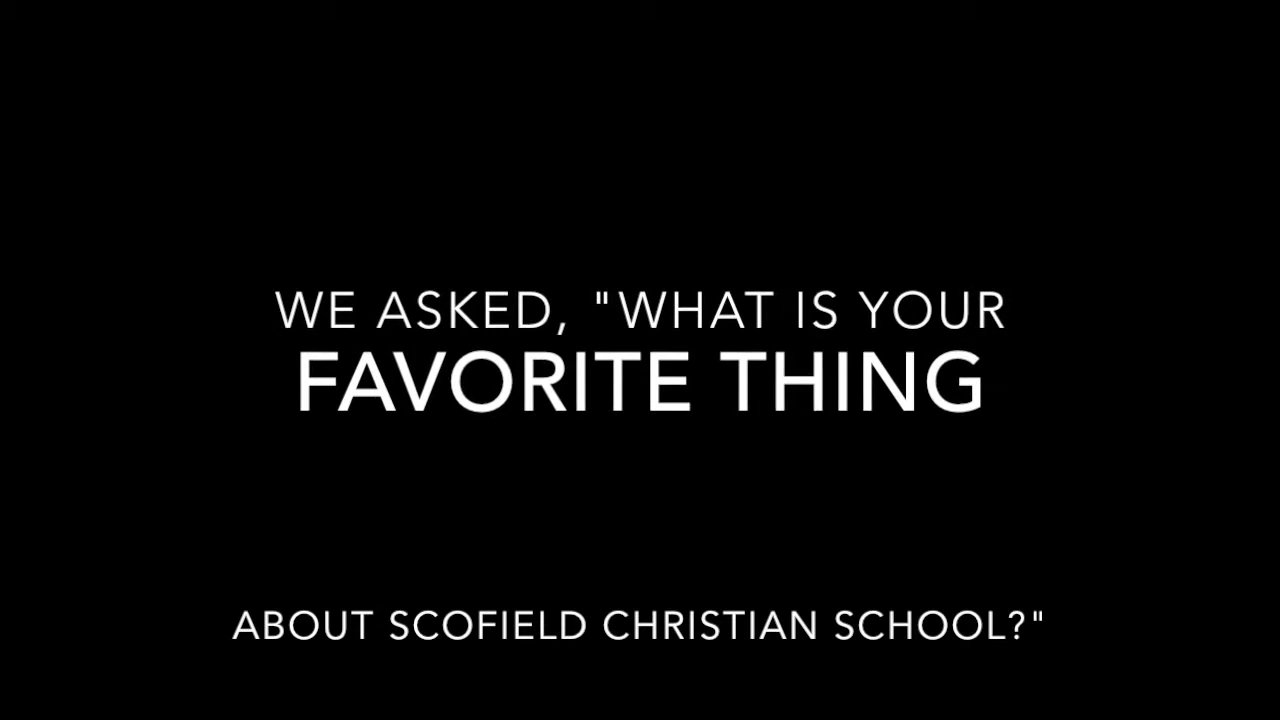 WE ASKED, "WHAT IS YOUR
FAVORITE THING
ABOUT SCOFIELD CHRISTIAN SCHOOL?"